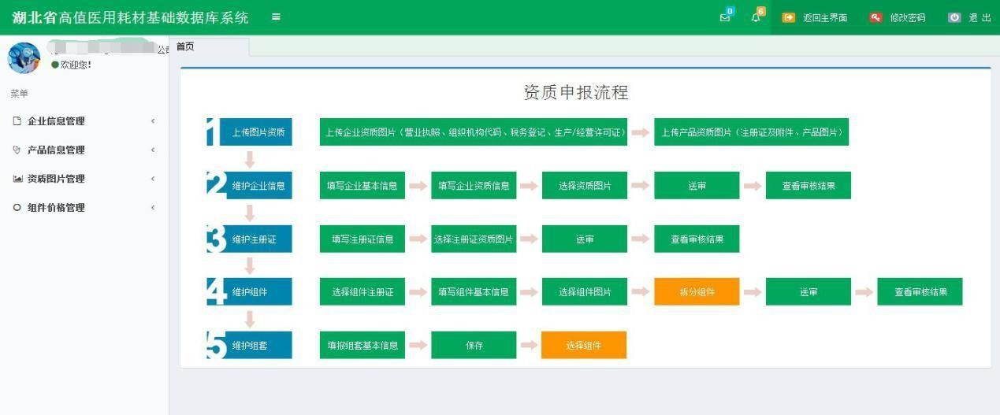 湖北省高值医用耗材基础数据库系统
0
6
返回主界面
修改密码
退 出
公司
欢迎您!
首页
菜单
企业信息管理
产品信息管理
资质图片管理
组件价格管理
资质申报流程
1 上传图片资质
上传企业资质图片（营业执照、组织机构代码、税务登记、生产/经营许可证）
上传产品资质图片（注册证及附件、产品图片）
2 维护企业信息
填写企业基本信息
填写企业资质信息
选择资质图片
送审
查看审核结果
3 维护注册证
填写注册证信息
选择注册证资质图片
送审
查看审核结果
4 维护组件
选择组件注册证
填写组件基本信息
选择组件图片
拆分组件
送审
查看审核结果
5 维护组套
填报组套基本信息
保存
选择组件